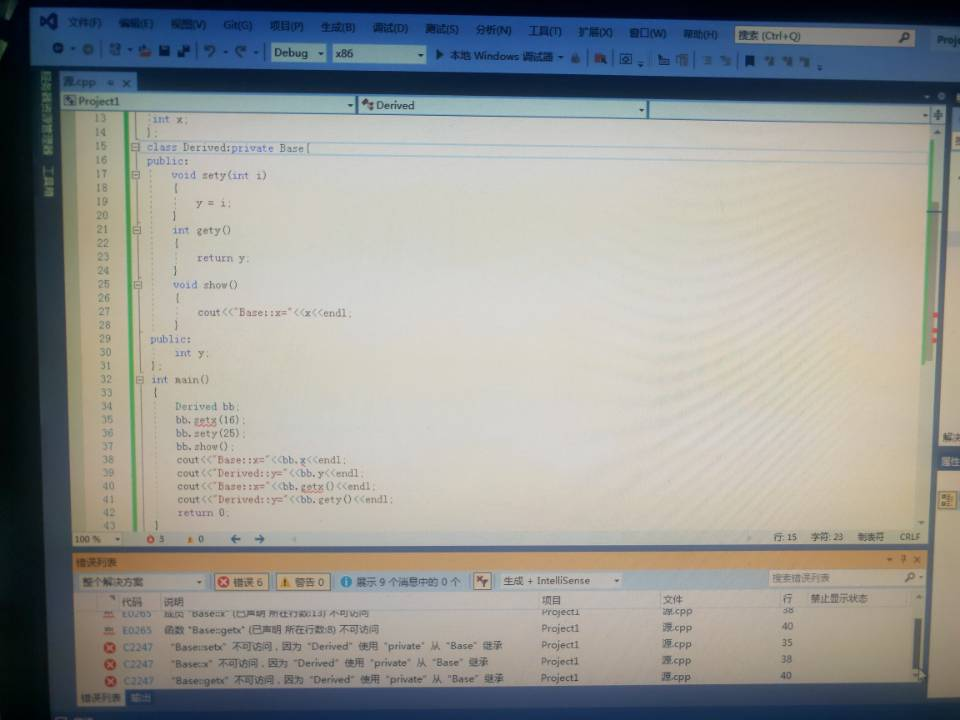 文件(F) 编辑(E) 视图(V) Git(G) 项目(P) 生成(B) 调试(D) 测试(S) 分析(N) 工具(T) 扩展(X) 窗口(W) 帮助(H) 搜索 (Ctrl+Q) Proje
Debug x86 本地 Windows 调试器
源.cpp
服务器资源管理器 工具箱
Project1 Derived
13 int x;
14 };
15 class Derived:private Base{
16 public:
17 void sety(int i)
18 {
19 y = i;
20 }
21 int gety()
22 {
23 return y;
24 }
25 void show()
26 {
27 cout<<"Base::x="<<x<<endl;
28 }
29 public:
30 int y;
31 };
32 int main()
33 {
34 Derived bb;
35 bb.setx(16);
36 bb.sety(25);
37 bb.show();
38 cout<<"Base::x="<<bb.x<<endl;
39 cout<<"Derived::y="<<bb.y<<endl;
40 cout<<"Base::x="<<bb.getx()<<endl;
41 cout<<"Derived::y="<<bb.gety()<<endl;
42 return 0;
43 }
100 % 5 0 行: 15 字符: 23 制表符 CRLF
解决
属性
错误列表
整个解决方案 错误 6 警告 0 展示 9 个消息中的 0 个 生成 + IntelliSense 搜索错误列表
代码 说明 项目 文件 行 禁止显示状态
E0265 成员 "Base::x" (已声明 所在行数:13) 不可访问 Project1 源.cpp 38
E0265 函数 "Base::getx" (已声明 所在行数:8) 不可访问 Project1 源.cpp 40
C2247 "Base::setx" 不可访问，因为 "Derived" 使用 "private" 从 "Base" 继承 Project1 源.cpp 35
C2247 "Base::x" 不可访问，因为 "Derived" 使用 "private" 从 "Base" 继承 Project1 源.cpp 38
C2247 "Base::getx" 不可访问，因为 "Derived" 使用 "private" 从 "Base" 继承 Project1 源.cpp 40
错误列表 输出